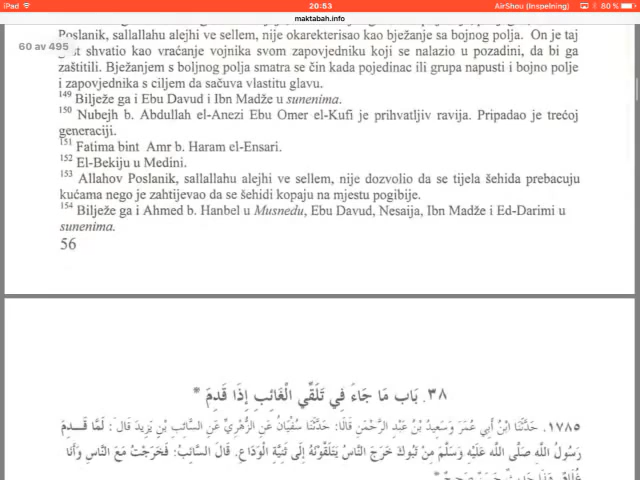 iPad
20:53
AirShou (Inspelning)
80 %
maktabah.info
60 av 495
Poslanik, sallallahu alejhi ve sellem, nije okarekterisao kao bježanje sa bojnog polja. On je taj
shvatio kao vraćanje vojnika svom zapovjedniku koji se nalazio u pozadini, da bi ga
zaštitili. Bježanjem s boljnog polja smatra se čin kada pojedinac ili grupa napusti i bojno polje
i zapovjednika s ciljem da sačuva vlastitu glavu.
149 Bilježe ga i Ebu Davud i Ibn Madže u sunenima.
150 Nubejh b. Abdullah el-Anezi Ebu Omer el-Kufi je prihvatljiv ravija. Pripadao je trećoj
generaciji.
151 Fatima bint Amr b. Haram el-Ensari.
152 El-Bekiju u Medini.
153 Allahov Poslanik, sallallahu alejhi ve sellem, nije dozvolio da se tijela šehida prebacuju
kućama nego je zahtijevao da se šehidi kopaju na mjestu pogibije.
154 Bilježe ga i Ahmed b. Hanbel u Musnedu, Ebu Davud, Nesaija, Ibn Madže i Ed-Darimi u
sunenima.
56
٣٨. بَاب مَا جَاءَ فِي تَلَقِّي الْغَائِبِ إِذَا قَدِمَ *
١٧٨٥. حَدَّثَنَا ابْنُ أَبِي عُمَرَ وَسَعِيدُ بْنُ عَبْدِ الرَّحْمَنِ قَالَا: حَدَّثَنَا سُفْيَانُ عَنِ الزُّهْرِيِّ عَنِ السَّائِبِ بْنِ يَزِيدَ قَالَ: لَمَّا قَدِمَ
رَسُولُ اللَّهِ صَلَّى اللَّهُ عَلَيْهِ وَسَلَّمَ مِنْ تَبُوكَ خَرَجَ النَّاسُ يَتَلَقَّوْنَهُ إِلَى ثَنِيَّةِ الْوَدَاعِ. قَالَ السَّائِبُ: فَخَرَجْتُ مَعَ النَّاسِ وَأَنَا